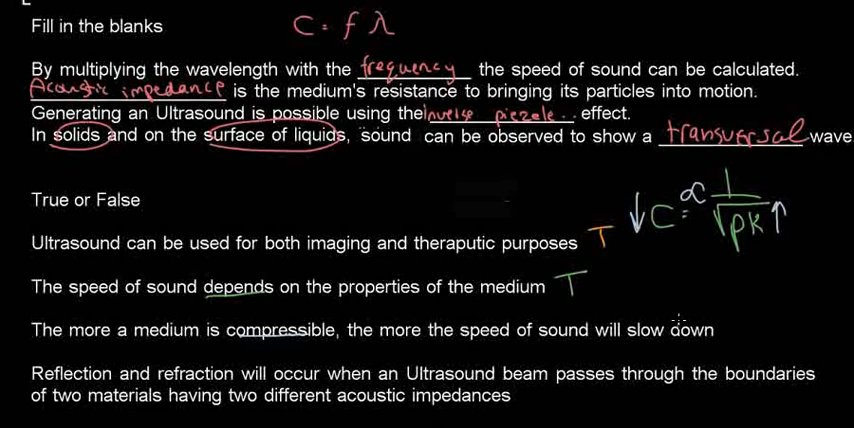 Fill in the blanks C = f λ
By multiplying the wavelength with the frequency the speed of sound can be calculated.
Acoustic impedance is the medium's resistance to bringing its particles into motion.
Generating an Ultrasound is possible using the Inverse piezele.. effect.
In solids and on the surface of liquids, sound can be observed to show a transversal wave
True or False
↓ C = ∝ 1/√ρk ↑
Ultrasound can be used for both imaging and theraputic purposes T
The speed of sound depends on the properties of the medium T
The more a medium is compressible, the more the speed of sound will slow down
Reflection and refraction will occur when an Ultrasound beam passes through the boundaries
of two materials having two different acoustic impedances